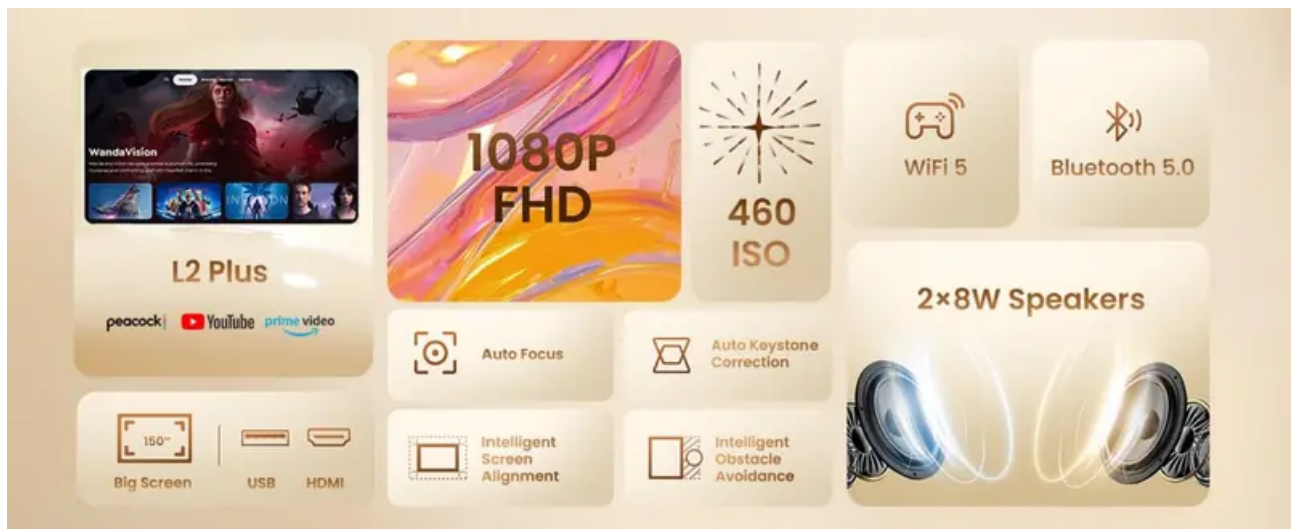 WandaVision
L2 Plus
peacock
YouTube
prime video
150"
Big Screen
USB
HDMI
1080P
FHD
460
ISO
Auto Focus
Auto Keystone
Correction
Intelligent
Screen
Alignment
Intelligent
Obstacle
Avoidance
WiFi 5
Bluetooth 5.0
2×8W Speakers